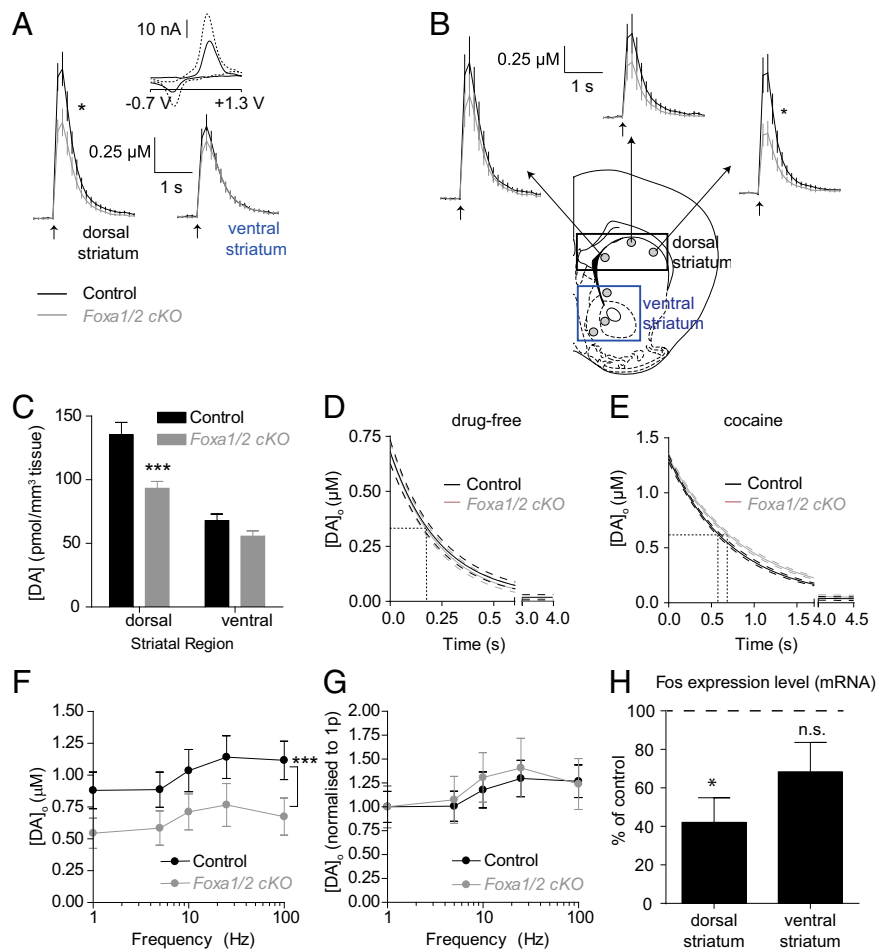 A
10 nA
-0.7 V
+1.3 V
*
0.25 µM
1 s
dorsal
striatum
ventral
striatum
Control
Foxa1/2 cKO
B
0.25 µM
1 s
*
dorsal
striatum
ventral
striatum
C
150
100
50
0
[DA] (pmol/mm³ tissue)
Control
Foxa1/2 cKO
***
dorsal
ventral
Striatal Region
D
drug-free
0.75
0.50
0.25
0.00
[DA]o (µM)
Control
Foxa1/2 cKO
0.0
0.25
0.5
3.0
4.0
Time (s)
E
cocaine
1.5
1.0
0.5
0.0
[DA]o (µM)
Control
Foxa1/2 cKO
0.0
0.5
1.0
1.5
4.0
4.5
Time (s)
F
1.50
1.25
1.00
0.75
0.50
0.25
0.00
[DA]o (µM)
***
Control
Foxa1/2 cKO
1
10
100
Frequency (Hz)
G
2.00
1.75
1.50
1.25
1.00
0.75
0.50
0.25
0.00
[DA]o (normalised to 1p)
Control
Foxa1/2 cKO
1
10
100
Frequency (Hz)
H
Fos expression level (mRNA)
100
80
60
40
20
0
% of control
*
n.s.
dorsal
striatum
ventral
striatum